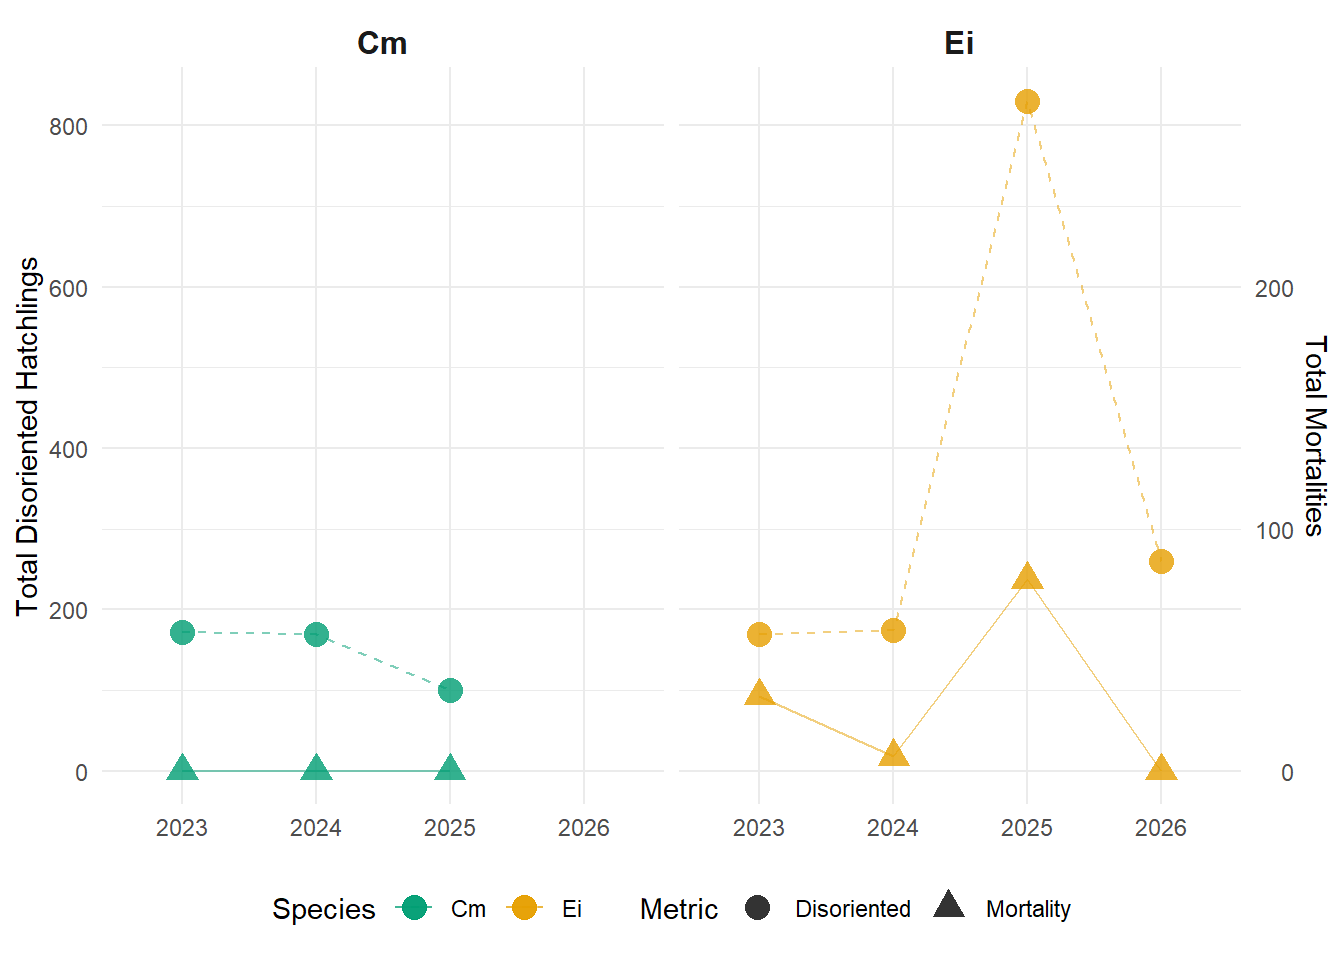 Cm
Ei
Total Disoriented Hatchlings
800
600
400
200
0
200
100
0
Total Mortalities
2023 2024 2025 2026
2023 2024 2025 2026
Species Cm Ei Metric Disoriented Mortality